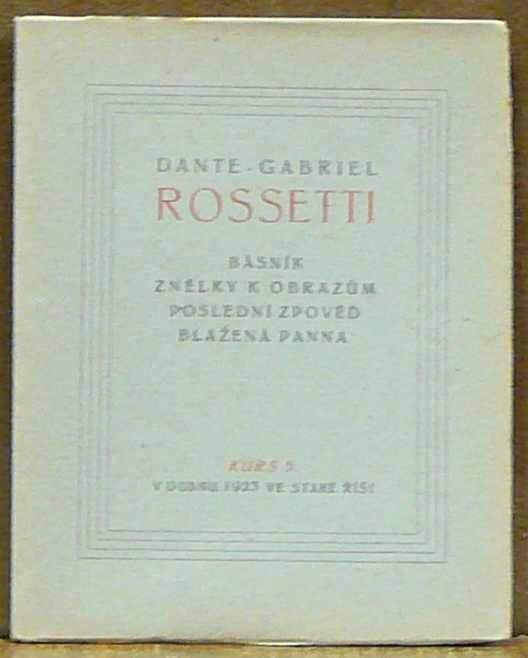 DANTE-GABRIEL
ROSSETTI
BÁSNÍK
ZNĚLKY K OBRAZŮM
POSLEDNÍ ZPOVĚĎ
BLAŽENÁ PANNA
KURS 5
V DUBNU 1923 VE STARÉ ŘÍŠI